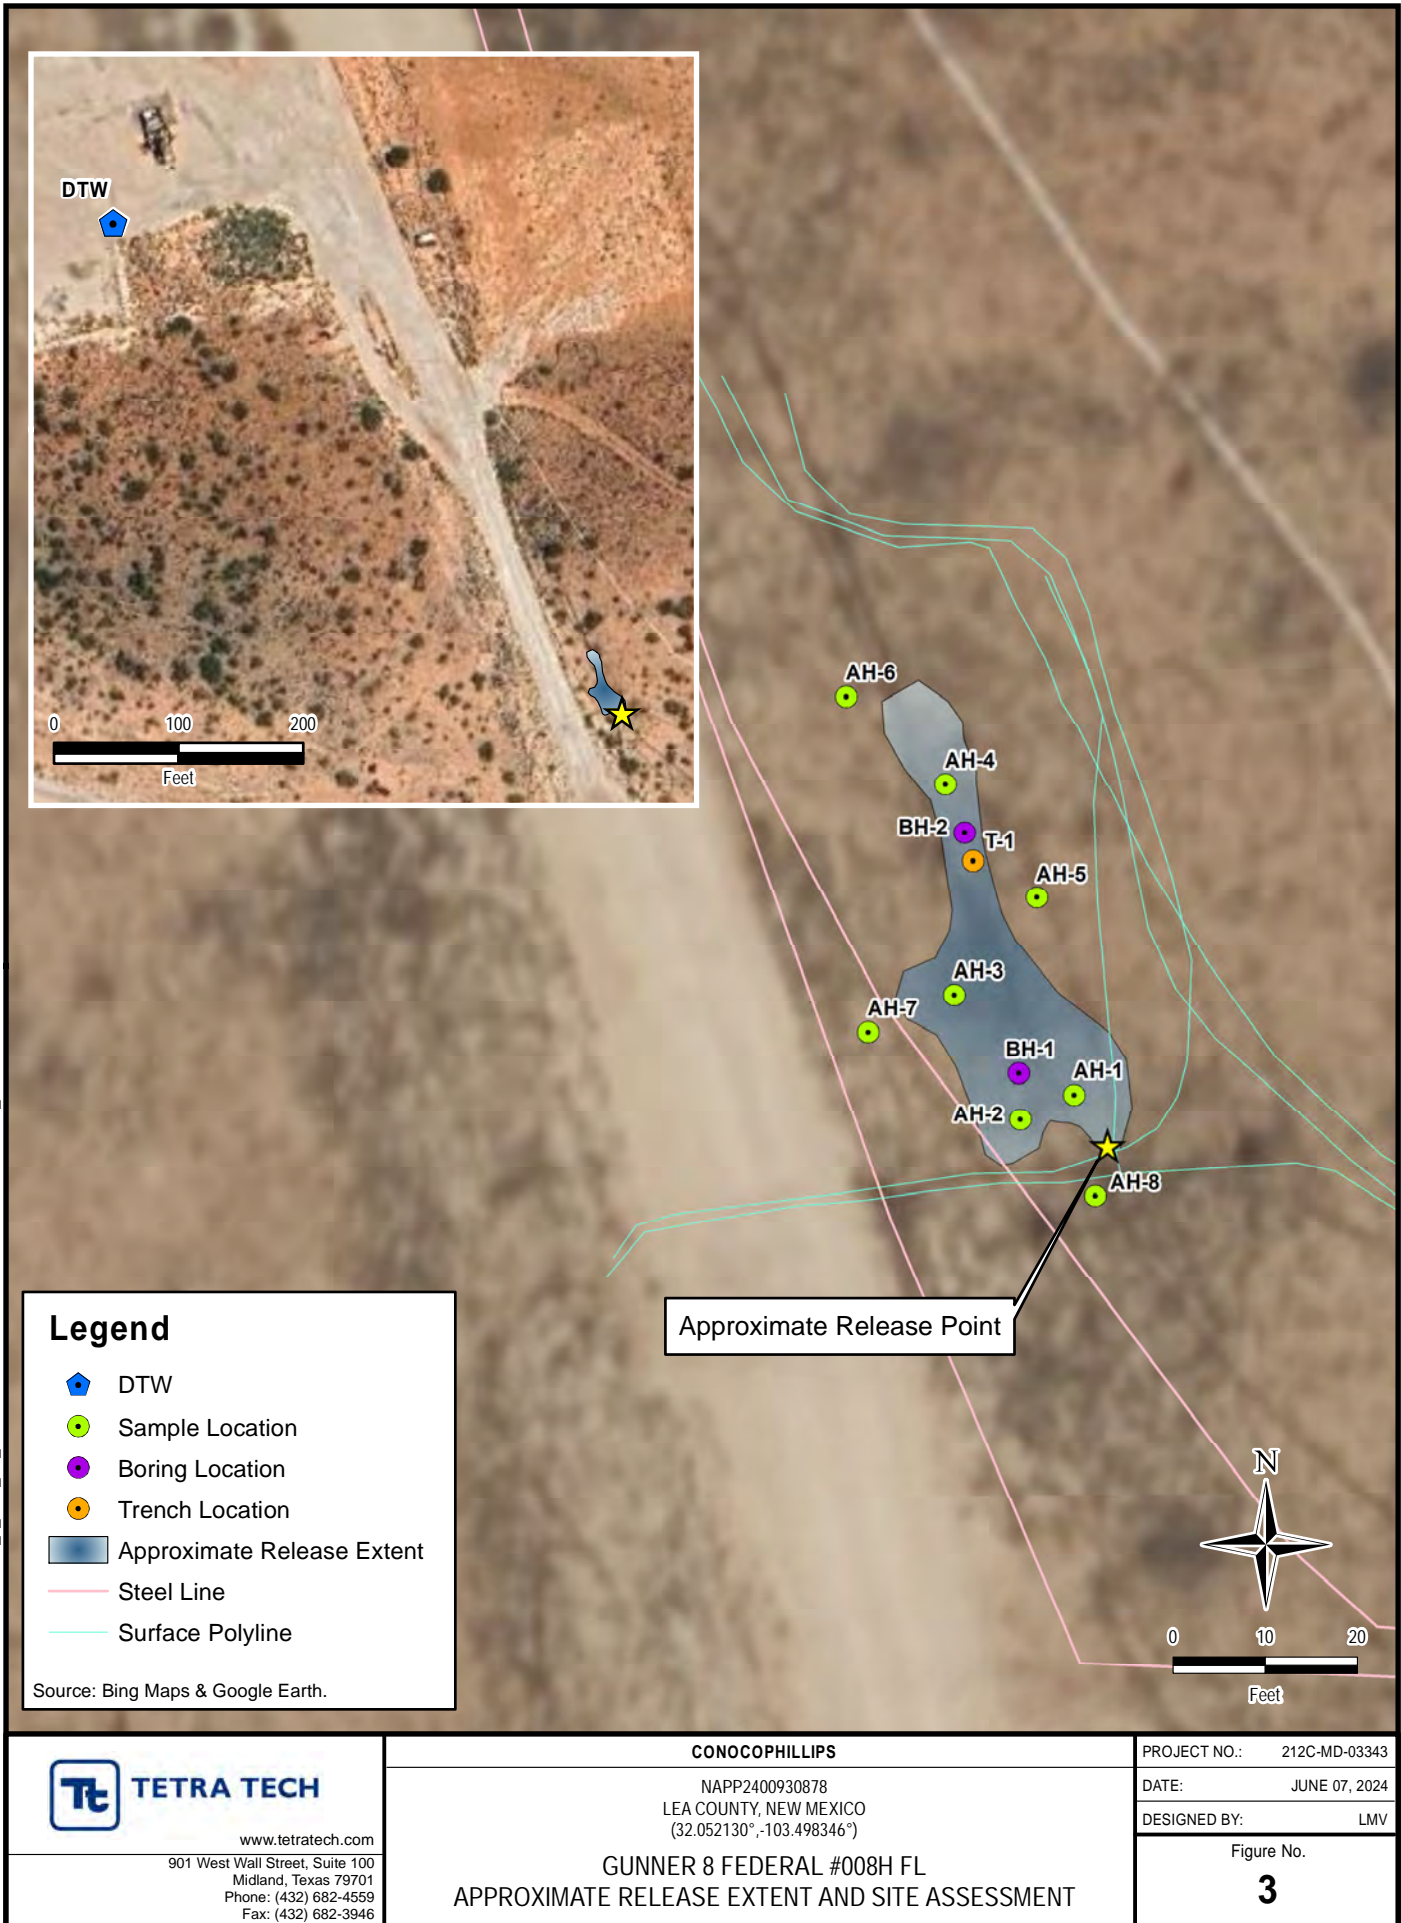 DTW
0 100 200
Feet
AH-6
AH-4
BH-2
T-1
AH-5
AH-3
AH-7
BH-1
AH-1
AH-2
AH-8
Approximate Release Point
Legend
DTW
Sample Location
Boring Location
Trench Location
Approximate Release Extent
Steel Line
Surface Polyline
Source: Bing Maps & Google Earth.
N
0 10 20
Feet
Tt TETRA TECH
www.tetratech.com
901 West Wall Street, Suite 100
Midland, Texas 79701
Phone: (432) 682-4559
Fax: (432) 682-3946
CONOCOPHILLIPS
NAPP2400930878
LEA COUNTY, NEW MEXICO
(32.052130°,-103.498346°)
GUNNER 8 FEDERAL #008H FL
APPROXIMATE RELEASE EXTENT AND SITE ASSESSMENT
PROJECT NO.: 212C-MD-03343
DATE: JUNE 07, 2024
DESIGNED BY: LMV
Figure No.
3